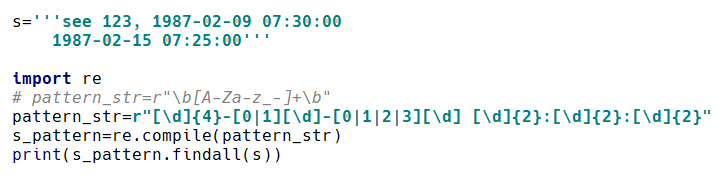 s='''see 123, 1987-02-09 07:30:00
    1987-02-15 07:25:00'''
import re
# pattern_str=r"\b[A-Za-z_-]+\b"
pattern_str=r"[\d]{4}-[0|1][\d]-[0|1|2|3][\d] [\d]{2}:[\d]{2}:[\d]{2}"
s_pattern=re.compile(pattern_str)
print(s_pattern.findall(s))